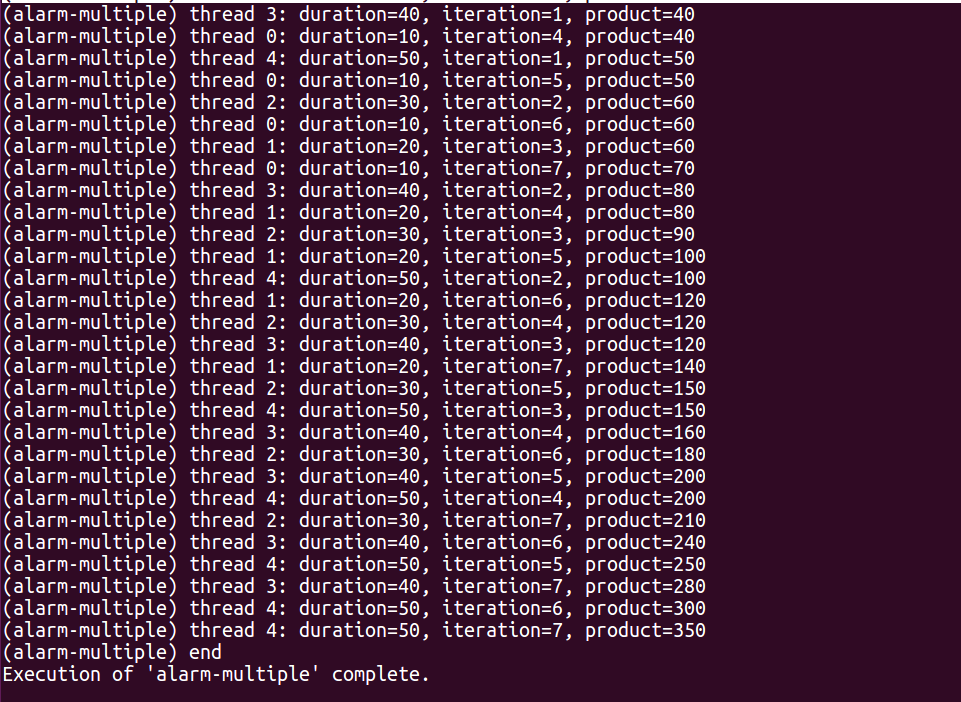 (alarm-multiple) thread 3: duration=40, iteration=1, product=40
(alarm-multiple) thread 0: duration=10, iteration=4, product=40
(alarm-multiple) thread 4: duration=50, iteration=1, product=50
(alarm-multiple) thread 0: duration=10, iteration=5, product=50
(alarm-multiple) thread 2: duration=30, iteration=2, product=60
(alarm-multiple) thread 0: duration=10, iteration=6, product=60
(alarm-multiple) thread 1: duration=20, iteration=3, product=60
(alarm-multiple) thread 0: duration=10, iteration=7, product=70
(alarm-multiple) thread 3: duration=40, iteration=2, product=80
(alarm-multiple) thread 1: duration=20, iteration=4, product=80
(alarm-multiple) thread 2: duration=30, iteration=3, product=90
(alarm-multiple) thread 1: duration=20, iteration=5, product=100
(alarm-multiple) thread 4: duration=50, iteration=2, product=100
(alarm-multiple) thread 1: duration=20, iteration=6, product=120
(alarm-multiple) thread 2: duration=30, iteration=4, product=120
(alarm-multiple) thread 3: duration=40, iteration=3, product=120
(alarm-multiple) thread 1: duration=20, iteration=7, product=140
(alarm-multiple) thread 2: duration=30, iteration=5, product=150
(alarm-multiple) thread 4: duration=50, iteration=3, product=150
(alarm-multiple) thread 3: duration=40, iteration=4, product=160
(alarm-multiple) thread 2: duration=30, iteration=6, product=180
(alarm-multiple) thread 3: duration=40, iteration=5, product=200
(alarm-multiple) thread 4: duration=50, iteration=4, product=200
(alarm-multiple) thread 2: duration=30, iteration=7, product=210
(alarm-multiple) thread 3: duration=40, iteration=6, product=240
(alarm-multiple) thread 4: duration=50, iteration=5, product=250
(alarm-multiple) thread 3: duration=40, iteration=7, product=280
(alarm-multiple) thread 4: duration=50, iteration=6, product=300
(alarm-multiple) thread 4: duration=50, iteration=7, product=350
(alarm-multiple) end
Execution of 'alarm-multiple' complete.